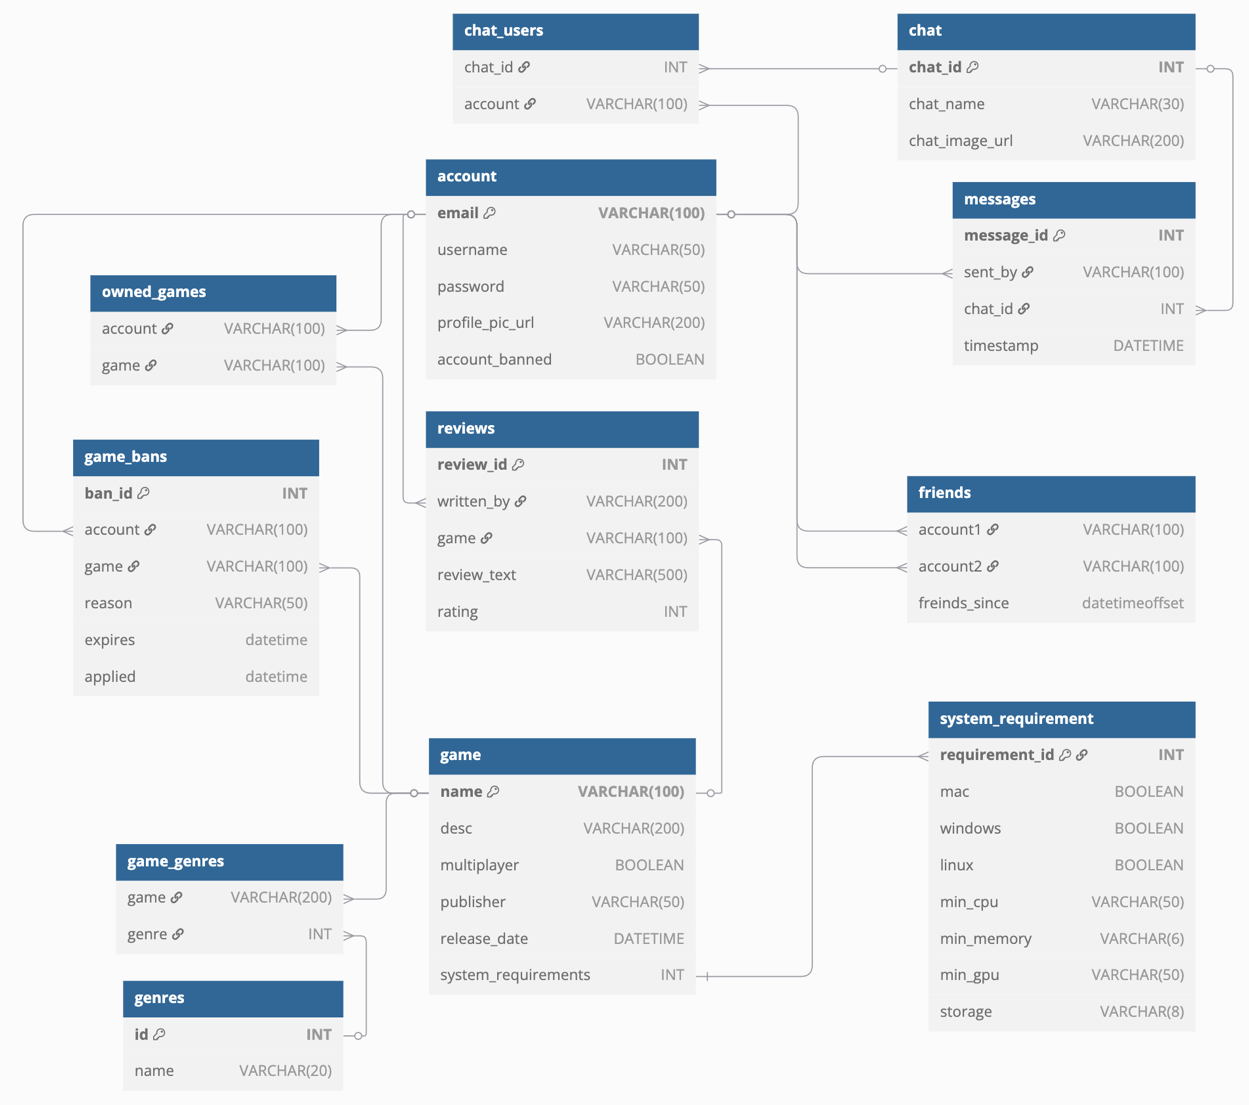 chat_users
chat_id INT
account VARCHAR(100)
chat
chat_id INT
chat_name VARCHAR(30)
chat_image_url VARCHAR(200)
account
email VARCHAR(100)
username VARCHAR(50)
password VARCHAR(50)
profile_pic_url VARCHAR(200)
account_banned BOOLEAN
messages
message_id INT
sent_by VARCHAR(100)
chat_id INT
timestamp DATETIME
owned_games
account VARCHAR(100)
game VARCHAR(100)
reviews
review_id INT
written_by VARCHAR(200)
game VARCHAR(100)
review_text VARCHAR(500)
rating INT
game_bans
ban_id INT
account VARCHAR(100)
game VARCHAR(100)
reason VARCHAR(50)
expires datetime
applied datetime
friends
account1 VARCHAR(100)
account2 VARCHAR(100)
freinds_since datetimeoffset
system_requirement
requirement_id INT
mac BOOLEAN
windows BOOLEAN
linux BOOLEAN
min_cpu VARCHAR(50)
min_memory VARCHAR(6)
min_gpu VARCHAR(50)
storage VARCHAR(8)
game
name VARCHAR(100)
desc VARCHAR(200)
multiplayer BOOLEAN
publisher VARCHAR(50)
release_date DATETIME
system_requirements INT
game_genres
game VARCHAR(200)
genre INT
genres
id INT
name VARCHAR(20)